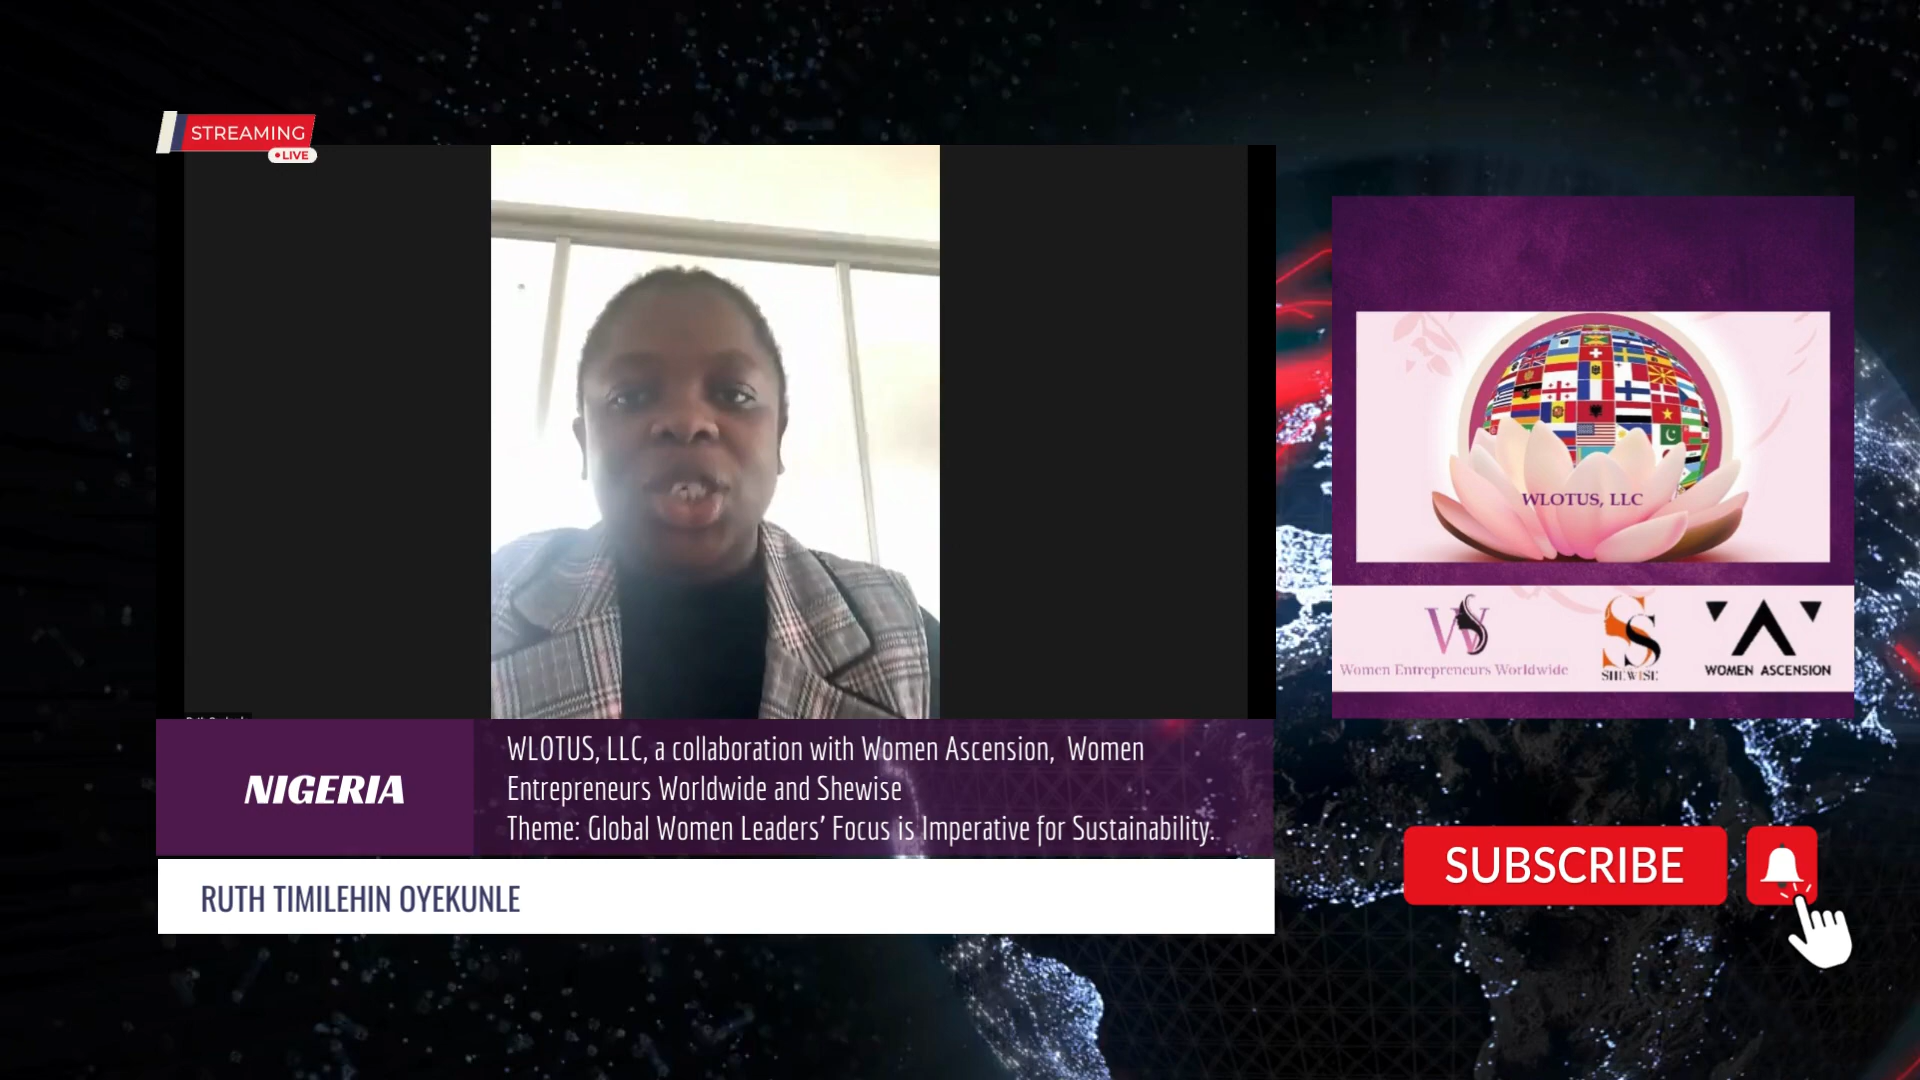 STREAMING
LIVE
WLOTUS, LLC
Women Entrepreneurs Worldwide
SHEWISE
WOMEN ASCENSION
NIGERIA
WLOTUS, LLC, a collaboration with Women Ascension, Women
Entrepreneurs Worldwide and Shewise
Theme: Global Women Leaders’ Focus is Imperative for Sustainability.
RUTH TIMILEHIN OYEKUNLE
SUBSCRIBE